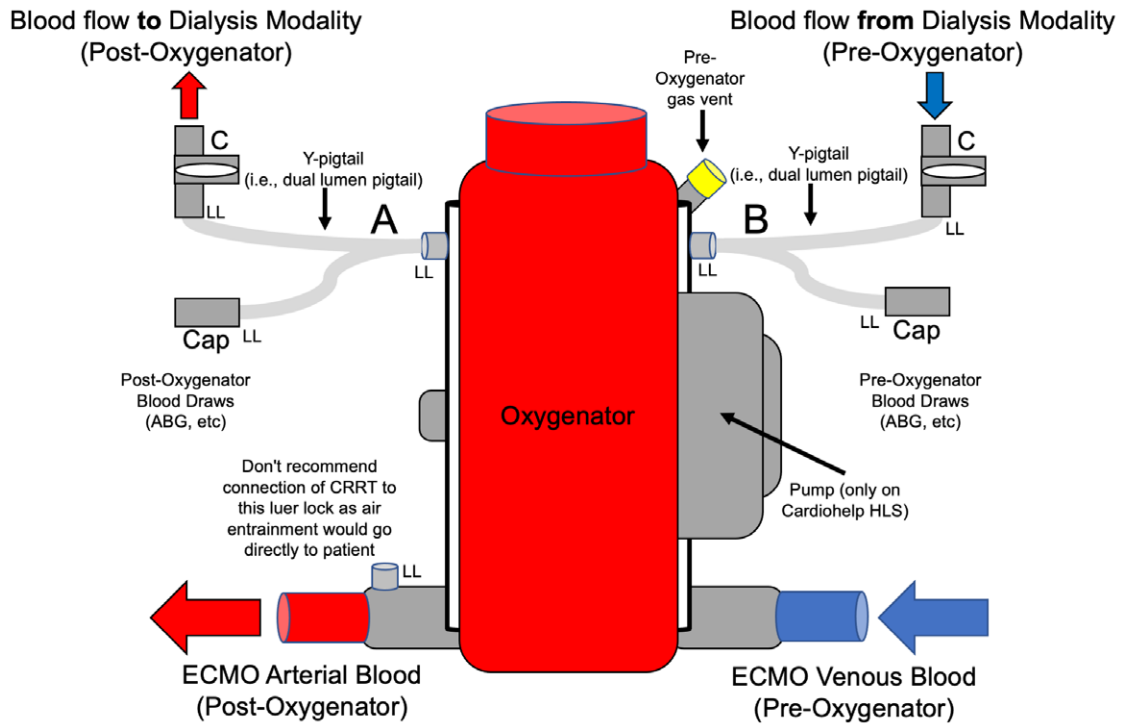 Blood flow to Dialysis Modality
(Post-Oxygenator)
Blood flow from Dialysis Modality
(Pre-Oxygenator)
Pre-
Oxygenator
gas vent
C
Y-pigtail
(i.e., dual lumen pigtail)
LL
A
LL
Cap
LL
Post-Oxygenator
Blood Draws
(ABG, etc)
C
Y-pigtail
(i.e., dual lumen pigtail)
LL
B
LL
LL
Cap
Pre-Oxygenator
Blood Draws
(ABG, etc)
Oxygenator
Pump (only on
Cardiohelp HLS)
Don't recommend
connection of CRRT to
this luer lock as air
entrainment would go
directly to patient
LL
ECMO Arterial Blood
(Post-Oxygenator)
ECMO Venous Blood
(Pre-Oxygenator)